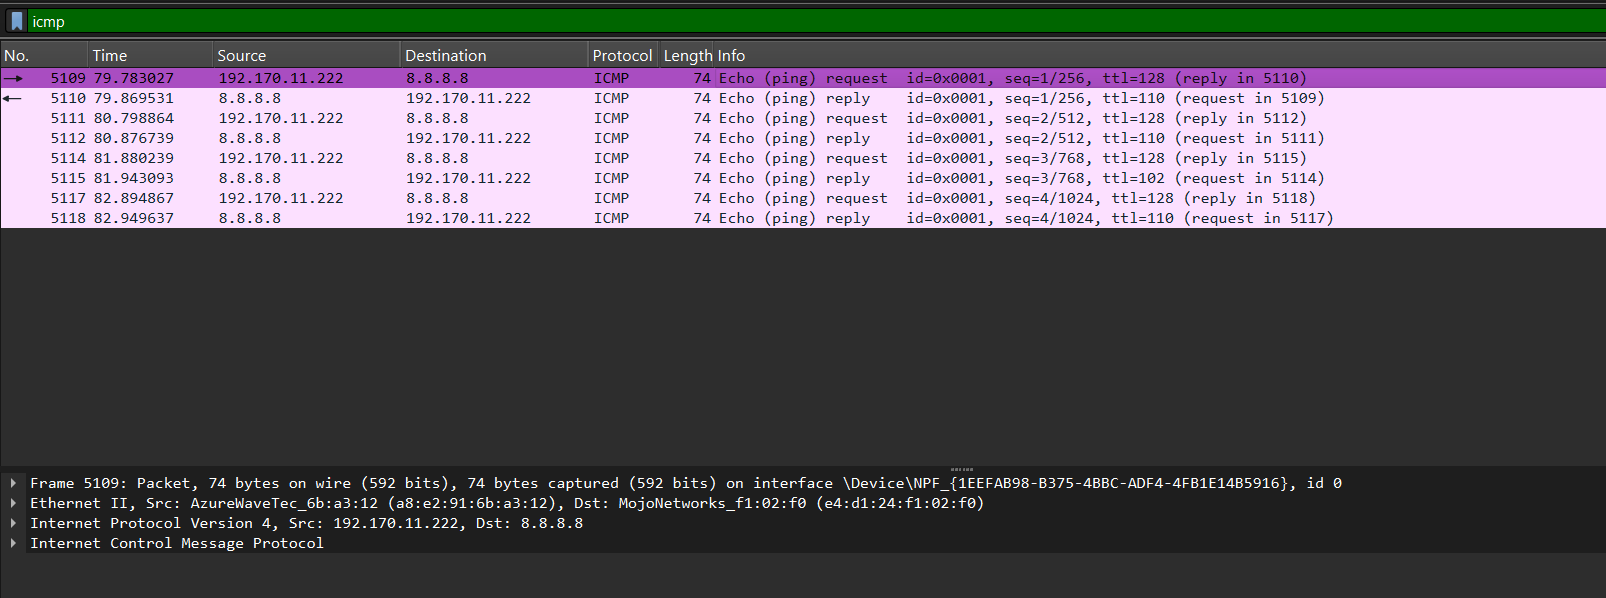 icmp
No. Time Source Destination Protocol Length Info
5109 79.783027 192.170.11.222 8.8.8.8 ICMP 74 Echo (ping) request id=0x0001, seq=1/256, ttl=128 (reply in 5110)
5110 79.869531 8.8.8.8 192.170.11.222 ICMP 74 Echo (ping) reply id=0x0001, seq=1/256, ttl=110 (request in 5109)
5111 80.798864 192.170.11.222 8.8.8.8 ICMP 74 Echo (ping) request id=0x0001, seq=2/512, ttl=128 (reply in 5112)
5112 80.876739 8.8.8.8 192.170.11.222 ICMP 74 Echo (ping) reply id=0x0001, seq=2/512, ttl=110 (request in 5111)
5114 81.880239 192.170.11.222 8.8.8.8 ICMP 74 Echo (ping) request id=0x0001, seq=3/768, ttl=128 (reply in 5115)
5115 81.943093 8.8.8.8 192.170.11.222 ICMP 74 Echo (ping) reply id=0x0001, seq=3/768, ttl=102 (request in 5114)
5117 82.894867 192.170.11.222 8.8.8.8 ICMP 74 Echo (ping) request id=0x0001, seq=4/1024, ttl=128 (reply in 5118)
5118 82.949637 8.8.8.8 192.170.11.222 ICMP 74 Echo (ping) reply id=0x0001, seq=4/1024, ttl=110 (request in 5117)
Frame 5109: Packet, 74 bytes on wire (592 bits), 74 bytes captured (592 bits) on interface \Device\NPF_{1EEFAB98-B375-4BBC-ADF4-4FB1E14B5916}, id 0
Ethernet II, Src: AzureWaveTec_6b:a3:12 (a8:e2:91:6b:a3:12), Dst: MojoNetworks_f1:02:f0 (e4:d1:24:f1:02:f0)
Internet Protocol Version 4, Src: 192.170.11.222, Dst: 8.8.8.8
Internet Control Message Protocol